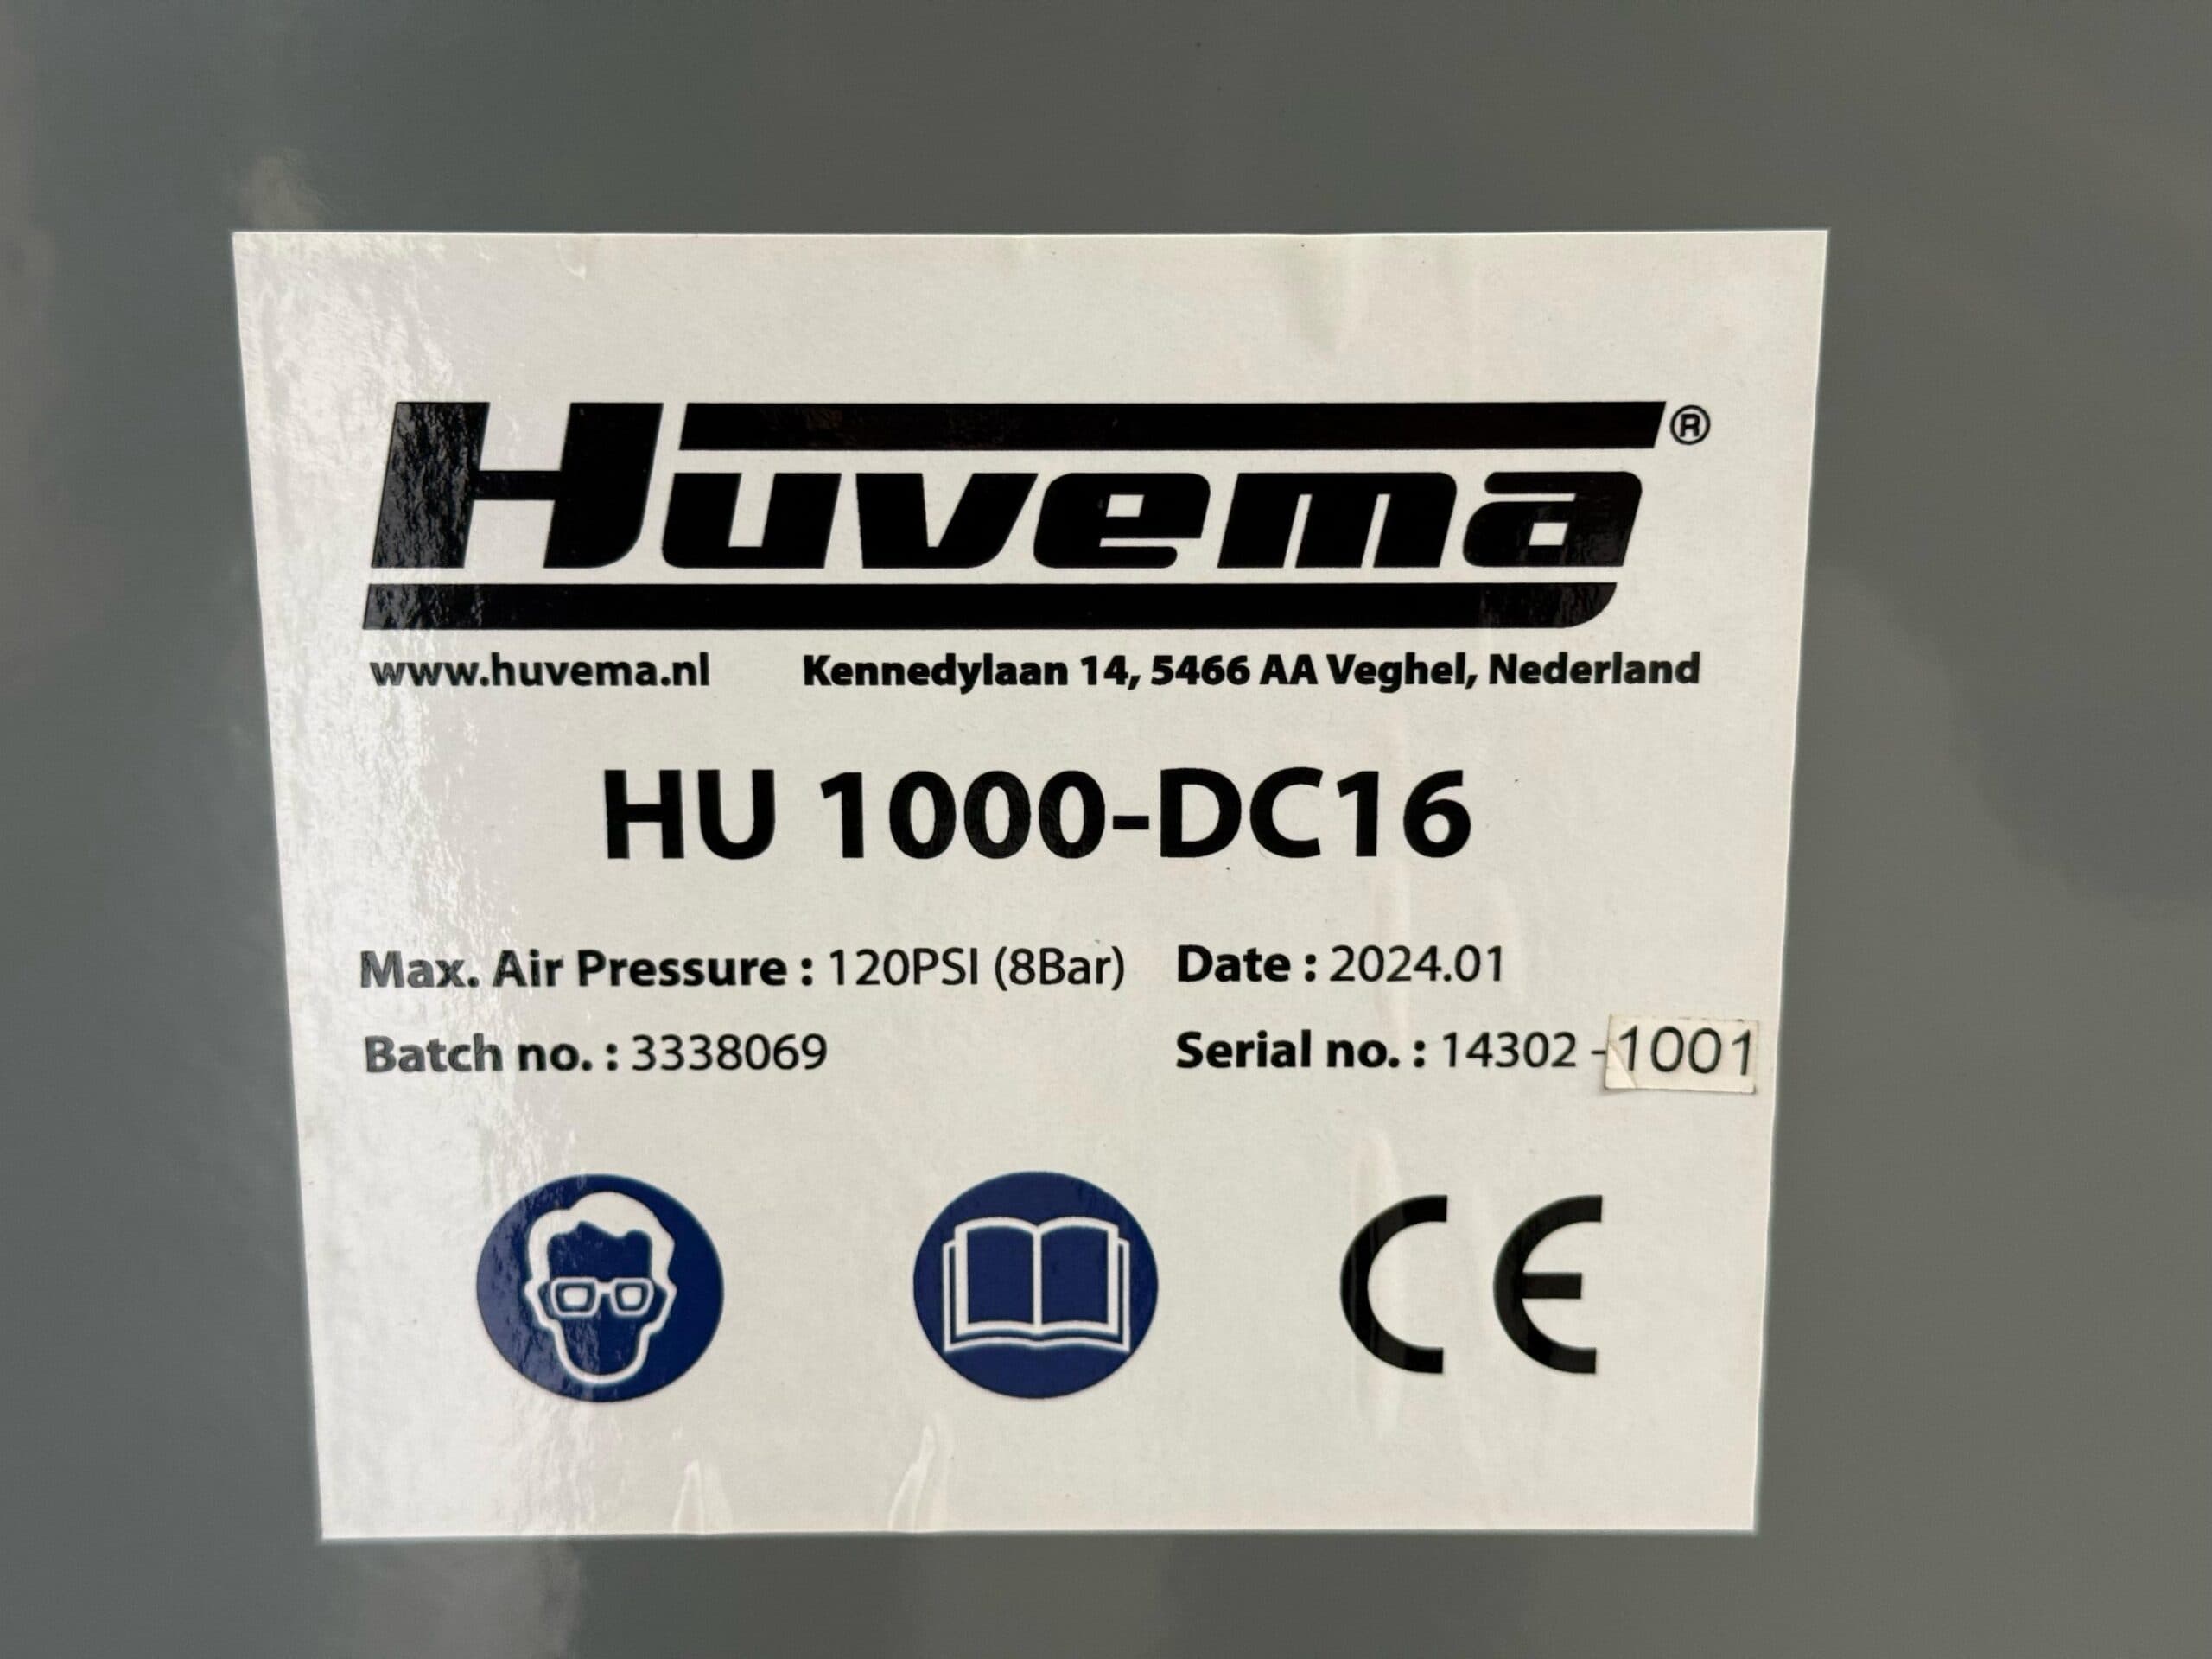 Huvema®
www.huvema.nl Kennedylaan 14, 5466 AA Veghel, Nederland
HU 1000-DC16
Max. Air Pressure : 120PSI (8Bar) Date : 2024.01
Batch no. : 3338069 Serial no. : 14302 -1001
CE